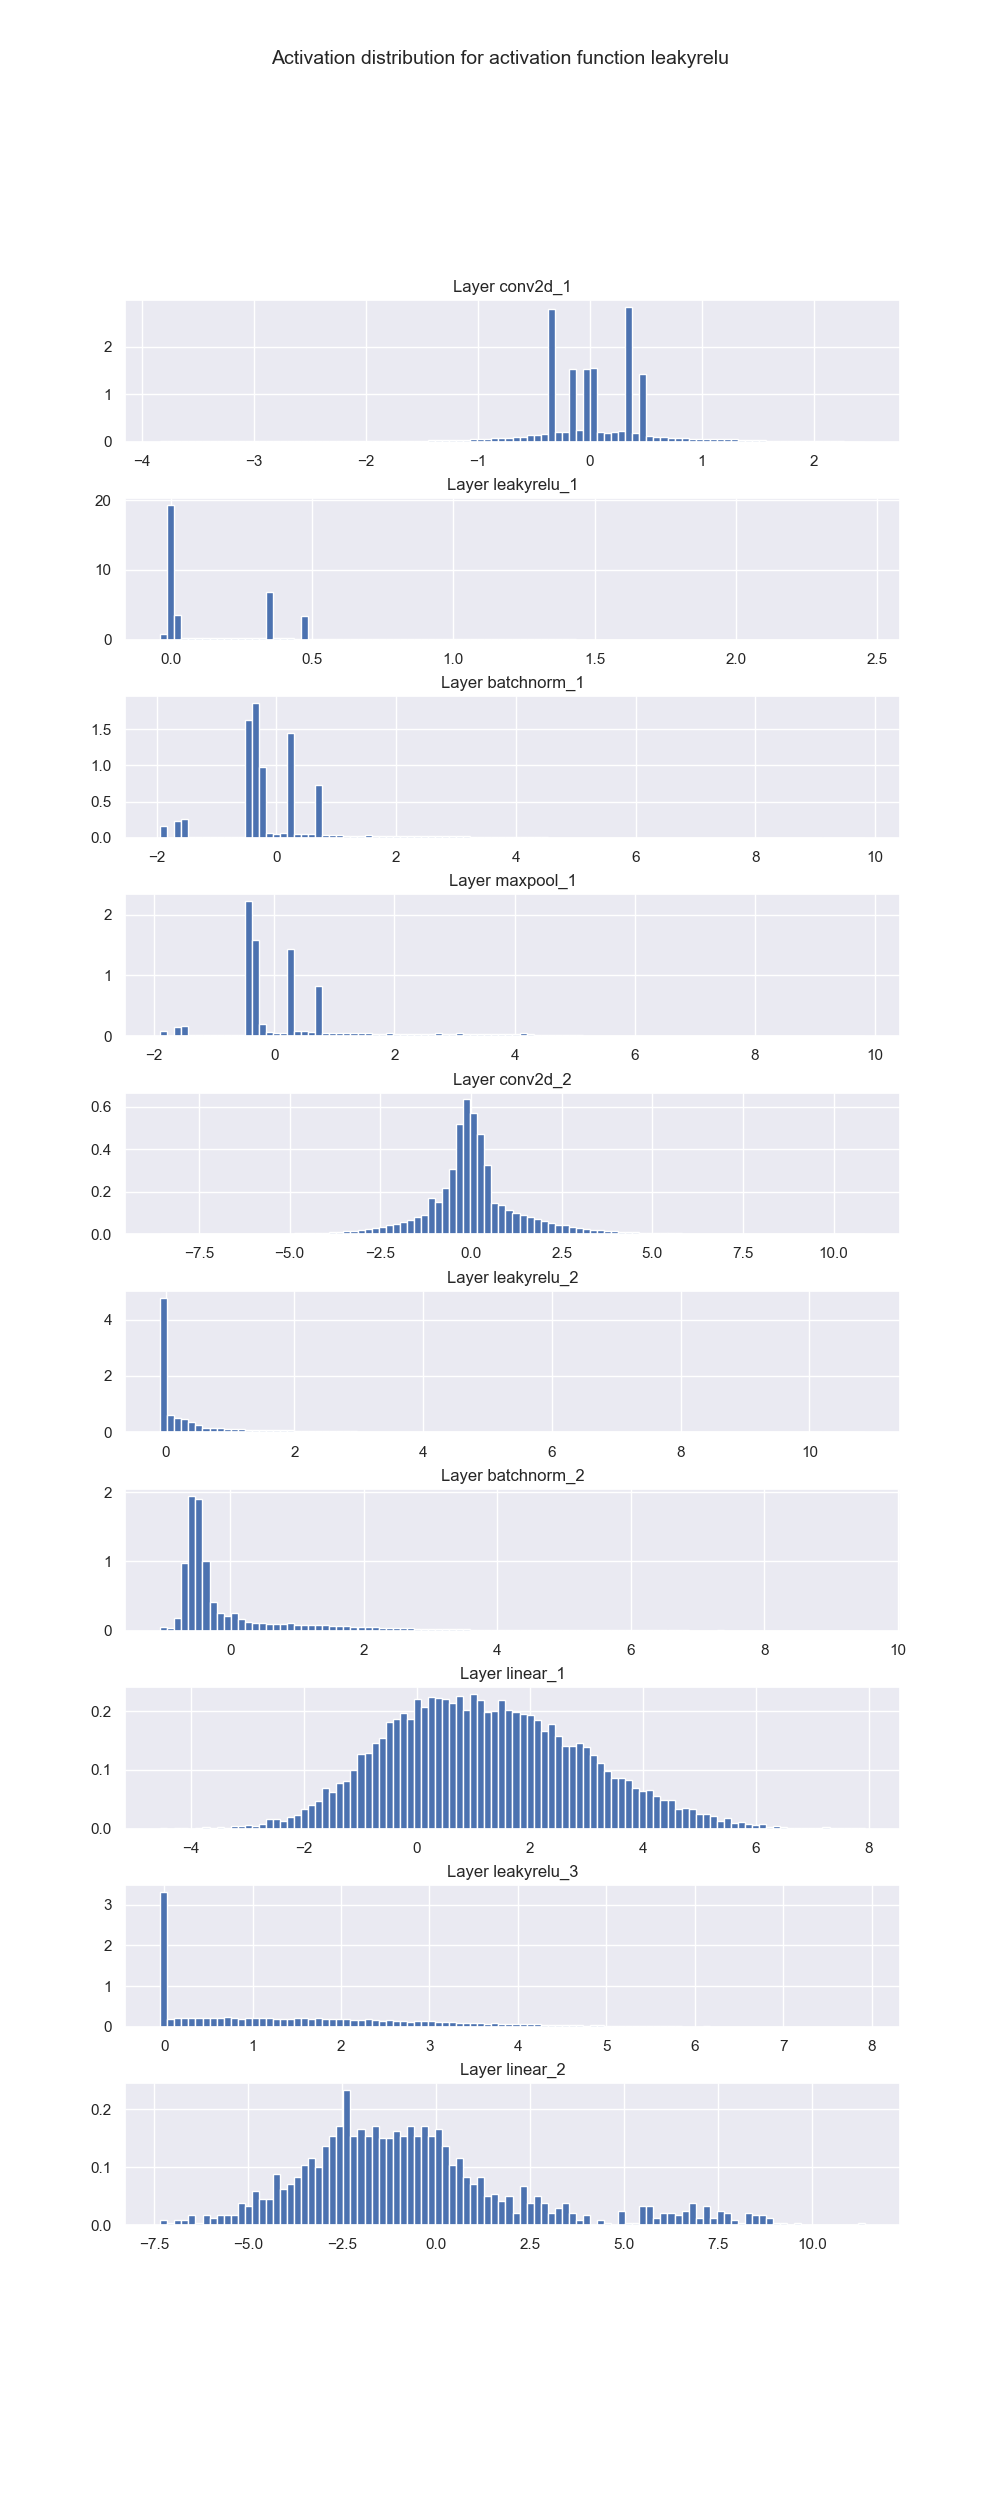 Activation distribution for activation function leakyrelu
Layer conv2d_1
2
1
0
−4 −3 −2 −1 0 1 2
Layer leakyrelu_1
20
10
0
0.0 0.5 1.0 1.5 2.0 2.5
Layer batchnorm_1
1.5
1.0
0.5
0.0
−2 0 2 4 6 8 10
Layer maxpool_1
2
1
0
−2 0 2 4 6 8 10
Layer conv2d_2
0.6
0.4
0.2
0.0
−7.5 −5.0 −2.5 0.0 2.5 5.0 7.5 10.0
Layer leakyrelu_2
4
2
0
0 2 4 6 8 10
Layer batchnorm_2
2
1
0
0 2 4 6 8 10
Layer linear_1
0.2
0.1
0.0
−4 −2 0 2 4 6 8
Layer leakyrelu_3
3
2
1
0
0 1 2 3 4 5 6 7 8
Layer linear_2
0.2
0.1
0.0
−7.5 −5.0 −2.5 0.0 2.5 5.0 7.5 10.0